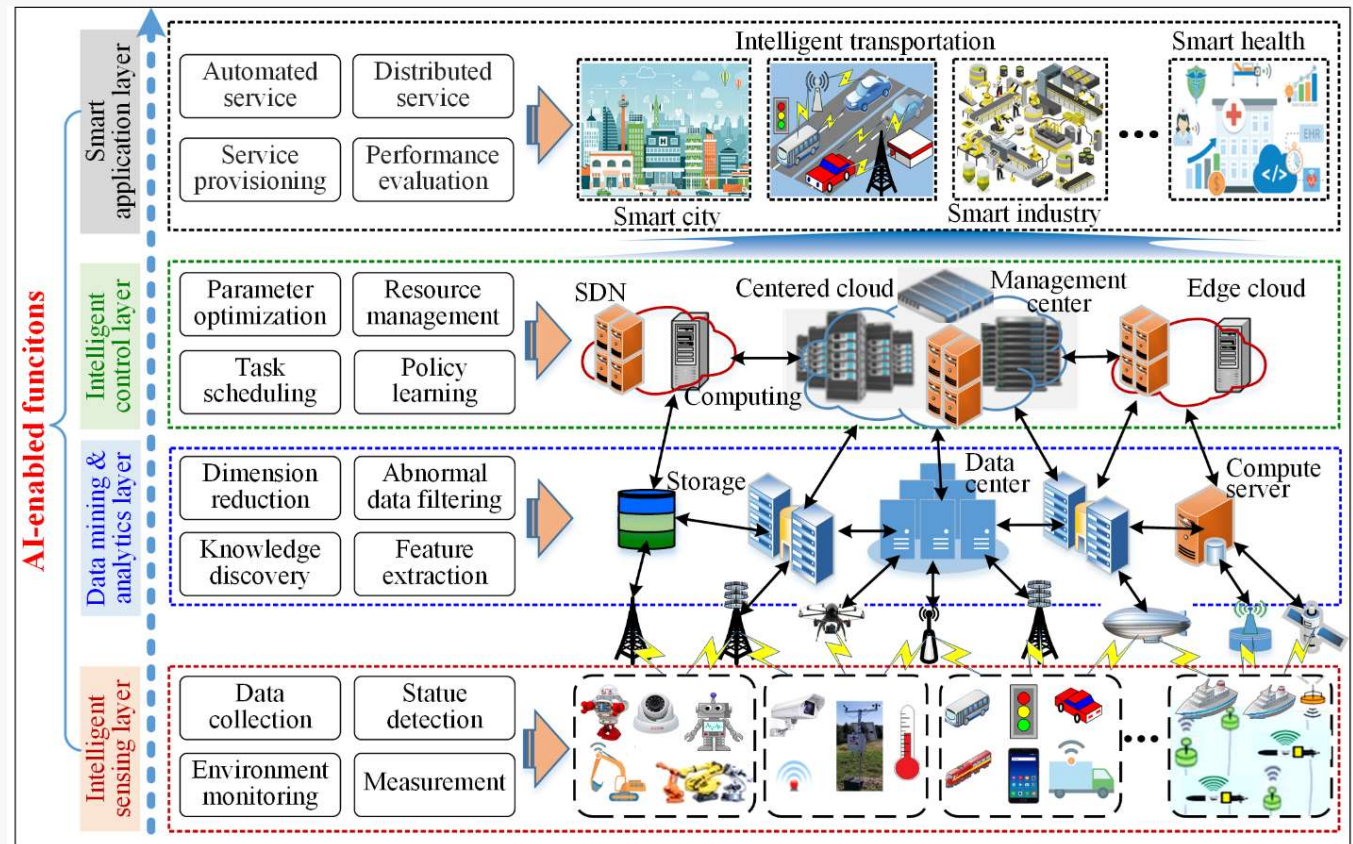 AI-enabled funcitons
Smart
application layer
Automated
service
Distributed
service
Service
provisioning
Performance
evaluation
Intelligent transportation
Smart health
EHR
H
</>
$
Smart city
Smart industry
Intelligent
control layer
Parameter
optimization
Resource
management
Task
scheduling
Policy
learning
SDN
Centered cloud
Management
center
Edge cloud
Computing
Data mining &
analytics layer
Dimension
reduction
Abnormal
data filtering
Knowledge
discovery
Feature
extraction
Storage
Data
center
Compute
server
Intelligent
sensing layer
Data
collection
Statue
detection
Environment
monitoring
Measurement